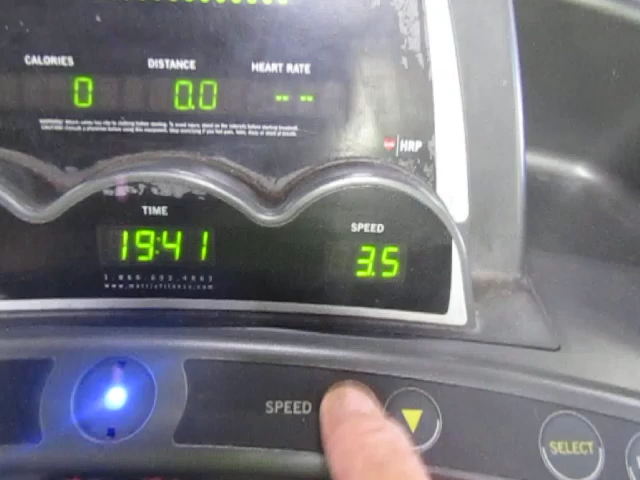 CALORIES DISTANCE HEART RATE
0 0.0 -- --
HRP
TIME SPEED
19:41 3.5
www.matrixfitness.com
SPEED
SELECT